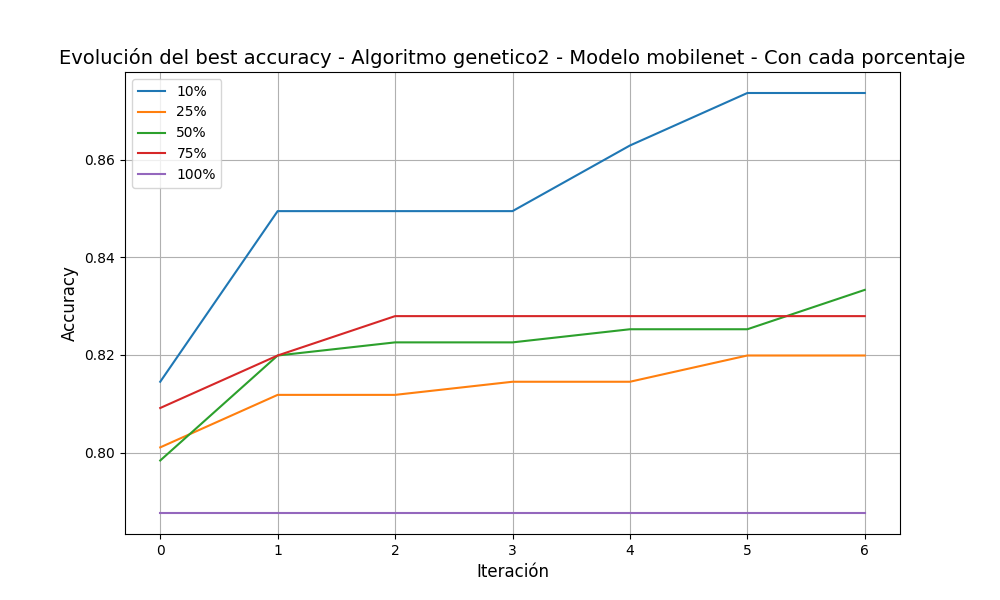 Evolución del best accuracy - Algoritmo genetico2 - Modelo mobilenet - Con cada porcentaje
10%
25%
50%
75%
100%
0.86
0.84
0.82
0.80
Accuracy
0 1 2 3 4 5 6
Iteración